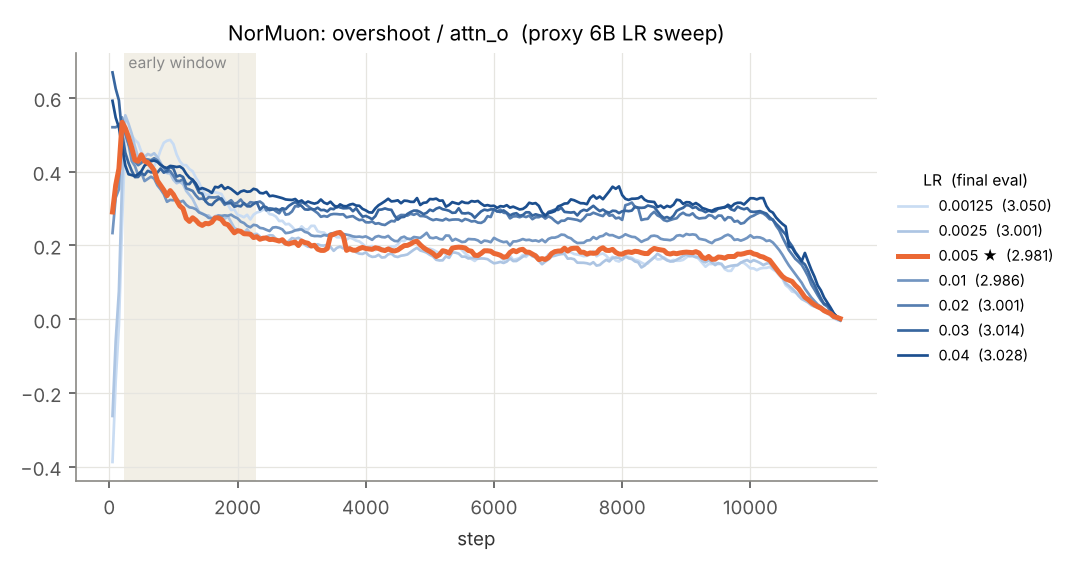 NorMuon: overshoot / attn_o  (proxy 6B LR sweep)
early window
0.6
0.4
0.2
0.0
−0.2
−0.4
0 2000 4000 6000 8000 10000
step
LR  (final eval)
0.00125  (3.050)
0.0025  (3.001)
0.005 ★  (2.981)
0.01  (2.986)
0.02  (3.001)
0.03  (3.014)
0.04  (3.028)